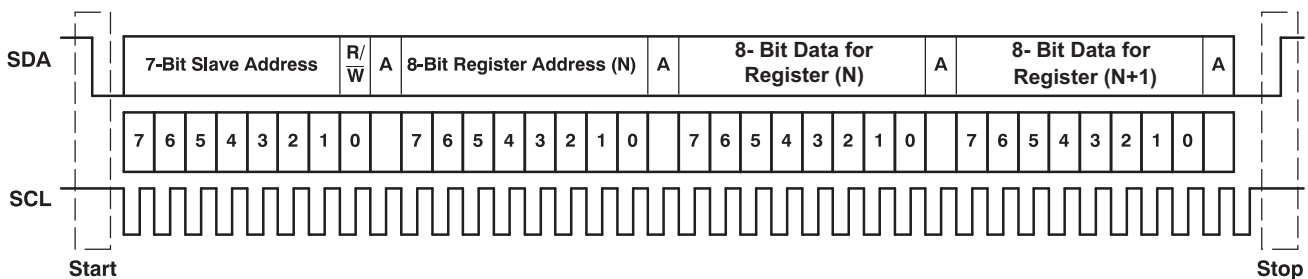 SDA
7-Bit Slave Address R/W A 8-Bit Register Address (N) A 8- Bit Data for Register (N) A 8- Bit Data for Register (N+1) A
7 6 5 4 3 2 1 0 7 6 5 4 3 2 1 0 7 6 5 4 3 2 1 0 7 6 5 4 3 2 1 0
SCL
Start Stop